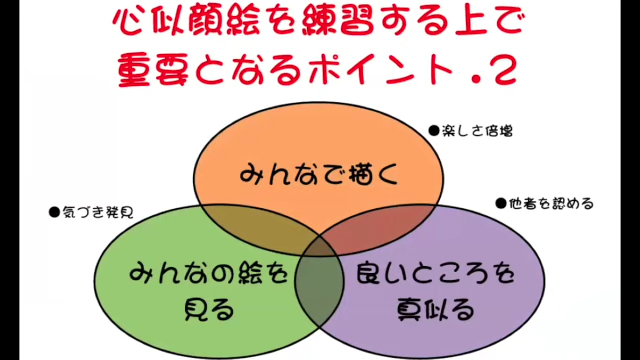 心似顔絵を練習する上で
重要となるポイント.2
●楽しさ倍増
みんなで描く
●気づき発見
●他者を認める
みんなの絵を
見る
良いところを
真似る